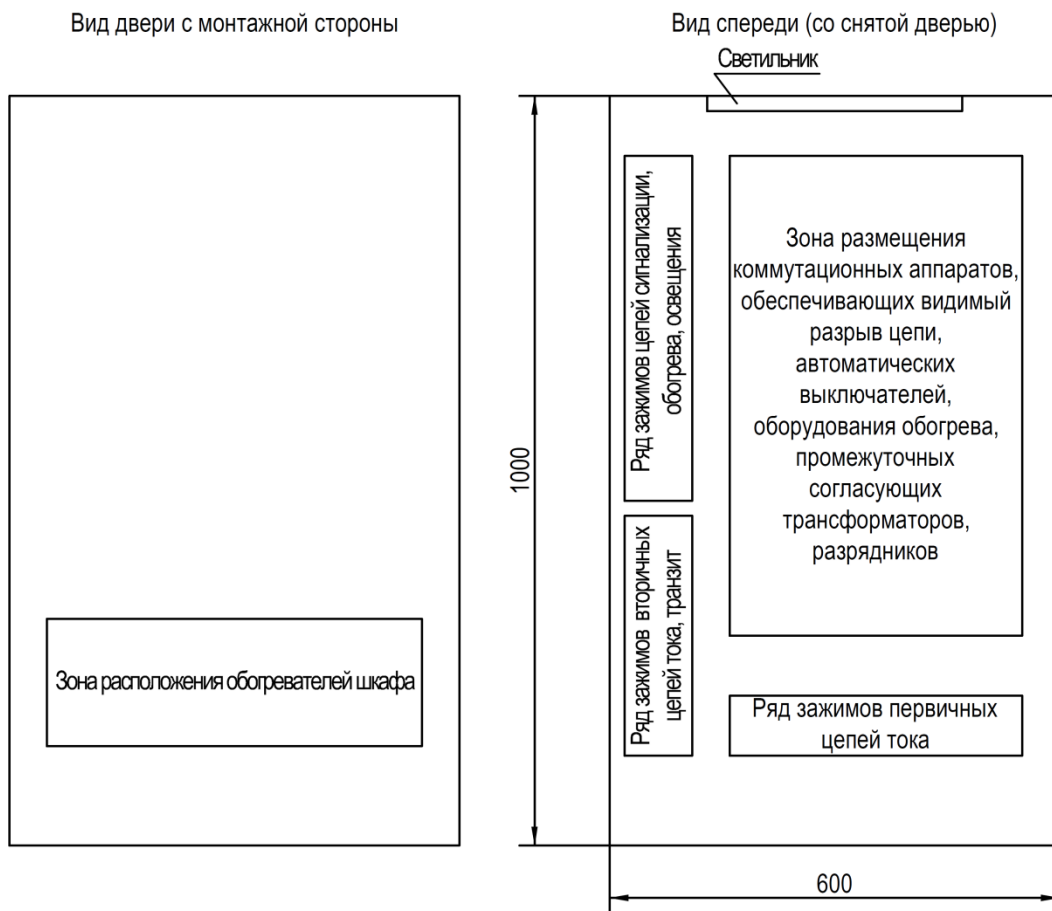 Вид двери с монтажной стороны
Зона расположения обогревателей шкафа
Вид спереди (со снятой дверью)
Светильник
Ряд зажимов цепей сигнализации,
обогрева, освещения
Зона размещения
коммутационных аппаратов,
обеспечивающих видимый
разрыв цепи,
автоматических
выключателей,
оборудования обогрева,
промежуточных
согласующих
трансформаторов,
разрядников
1000
Ряд зажимов вторичных
цепей тока, транзит
Ряд зажимов первичных
цепей тока
600